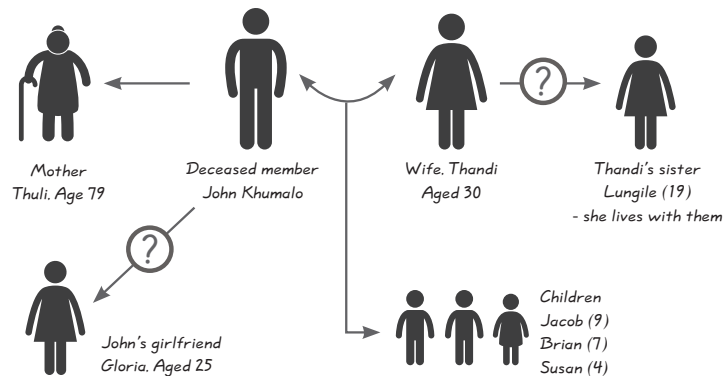 ?
Mother
Thuli. Age 79
Deceased member
John Khumalo
Wife. Thandi
Aged 30
Thandi's sister
Lungile (19)
- she lives with them
?
John's girlfriend
Gloria. Aged 25
Children
Jacob (9)
Brian (7)
Susan (4)